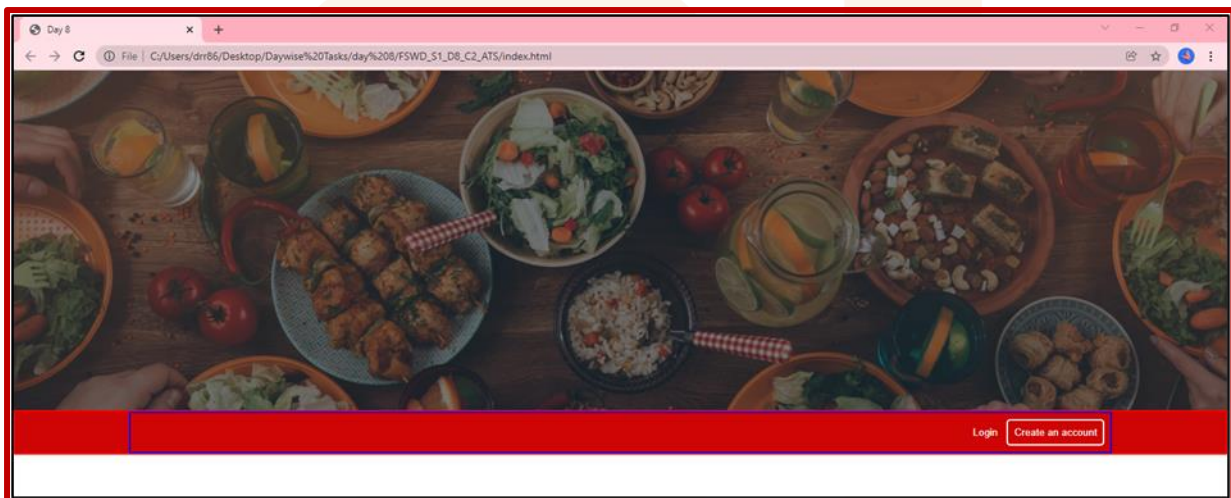 Day 8
File | C:/Users/drr86/Desktop/Daywise%20Tasks/day%208/FSWD_S1_D8_C2_ATS/index.html
Login Create an account